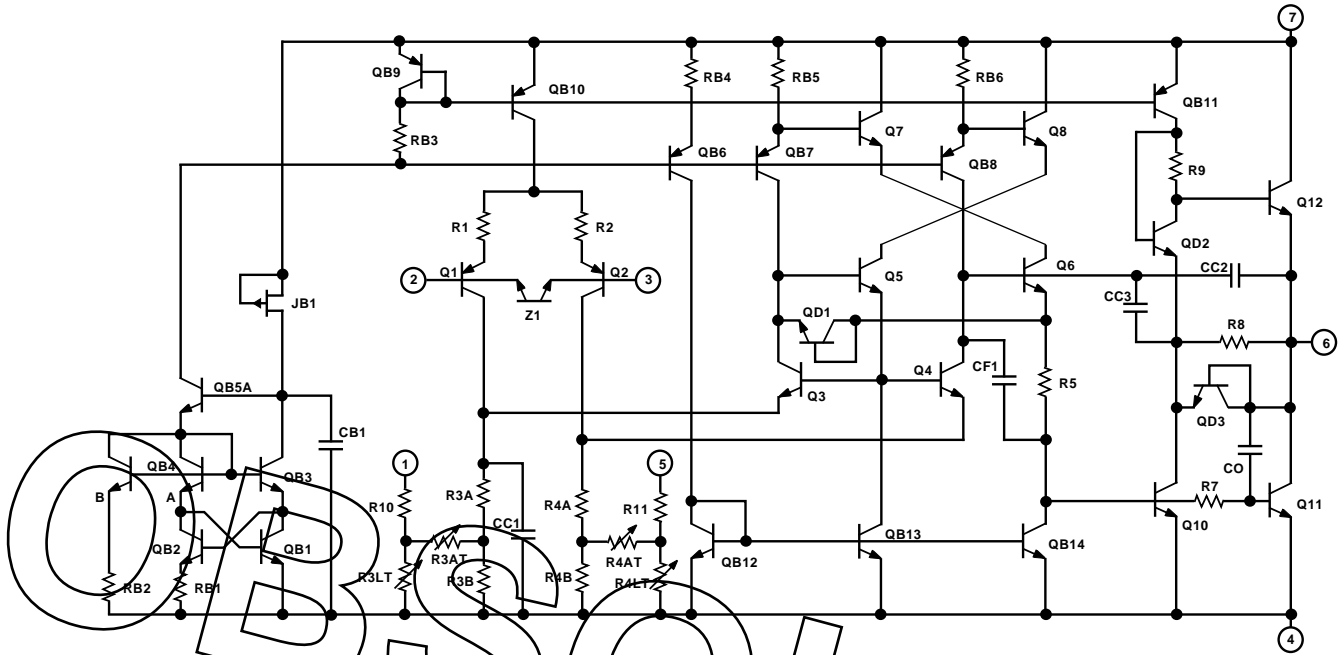 7
QB9
QB10
RB4
RB5
RB6
QB11
RB3
Q7
Q8
QB6
QB7
QB8
R9
Q12
R1
R2
QD2
2
Q1
Q2
3
Q5
Q6
CC2
JB1
Z1
QD1
CC3
R8
6
QB5A
Q3
Q4
CF1
R5
QD3
CB1
QB4
QB3
B
A
1
5
CO
R10
R3A
R4A
R11
R7
CC1
Q10
Q11
QB2
QB1
R3AT
R4AT
QB12
QB13
QB14
R3LT
R3B
R4B
R4LT
RB2
RB1
4